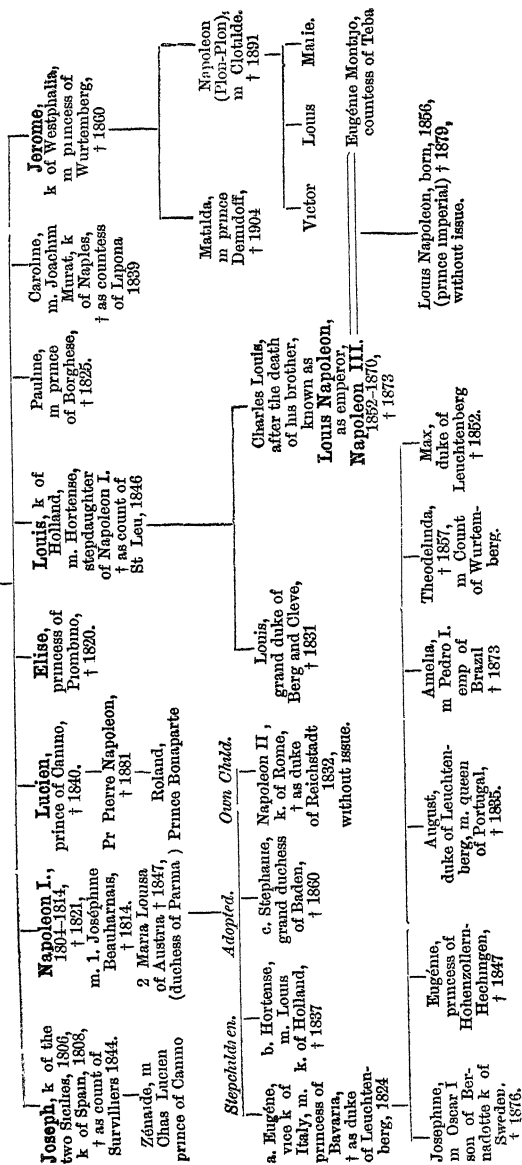 Joseph, k of the
two Sicilies, 1806,
k of Spain, 1808,
† as count of
Survilliers 1844.
Zénaïde, m
Chas Lucien
prince of Canino
Napoleon I.,
1804–1814,
† 1821,
m. 1. Joséphine
Beauharnais,
† 1814.
2 Maria Louisa
of Austria † 1847,
(duchess of Parma )
Lucien,
prince of Canino,
† 1840.
Pr Pierre Napoleon,
† 1881
Roland,
Prince Bonaparte
Elise,
princess of
Piombino,
† 1820.
Louis, k of
Holland,
m. Hortense,
stepdaughter
of Napoleon I.
† as count of
St Leu, 1846
Pauline,
m prince
of Borghese,
† 1825.
Caroline,
m. Joachim
Murat, k
of Naples,
† as countess
of Lipona
1839
Jerome,
k of Westphalia,
m princess of
Wurtemberg,
† 1860
Stepchildren.
Adopted.
Own Child.
a. Eugéne,
vice k of
Italy, m.
princess of
Bavaria,
† as duke
of Leuchten-
berg, 1824
b. Hortense,
m. Louis
k. of Holland,
† 1837
c. Stephanie,
grand duchess
of Baden,
† 1860
Napoleon II,
k. of Rome,
† as duke
of Reichstadt
1832,
without issue.
Louis,
grand duke of
Berg and Cleve,
† 1831
Charles Louis,
after the death
of his brother,
known as
Louis Napoleon,
as emperor,
Napoleon III.
1852–1870,
† 1873
Matilda,
m prince
Demidoff,
† 1904
Napoleon
(Plon-Plon),
m Clotilde.
† 1891
Victor
Louis
Marie.
Eugénie Montijo,
countess of Teba
Louis Napoleon, born, 1856,
(prince imperial) † 1879,
without issue.
Josephine,
m Oscar I
son of Ber-
nadotte k of
Sweden.
† 1876.
Eugénie,
princess of
Hohenzollern-
Hechingen,
† 1847
August,
duke of Leuchten-
berg, m. queen
of Portugal,
† 1835.
Amelia,
m Pedro I.
emp of
Brazil
† 1873
Theodelinda,
† 1857,
m Count
of Wurtem-
berg.
Max,
duke of
Leuchtenberg
† 1852.